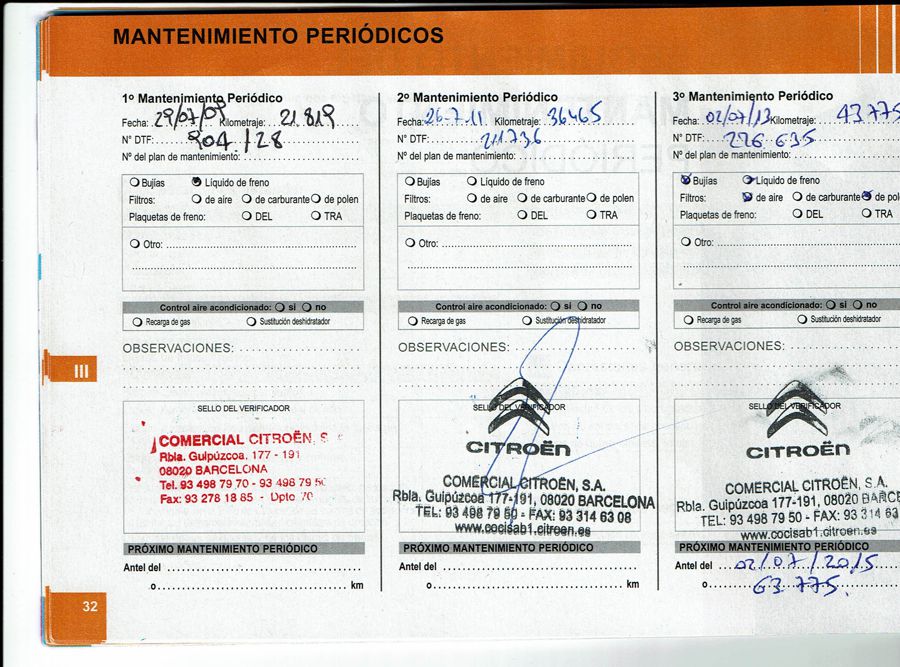 MANTENIMIENTO PERIÓDICOS
1º Mantenimiento Periódico
Fecha: 29/07/09 Kilometraje: 21.819
Nº DTF: 904/28
Nº del plan de mantenimiento:
Bujías Líquido de freno
Filtros: de aire de carburante de polen
Plaquetas de freno: DEL TRA
Otro:
Control aire acondicionado: si no
Recarga de gas Sustitución deshidratador
OBSERVACIONES:
SELLO DEL VERIFICADOR
COMERCIAL CITROËN, S.
Rbla. Guipúzcoa, 177 - 191
08020 BARCELONA
Tel. 93 498 79 70 - 93 498 79 50
Fax: 93 278 18 85 - Dpto 70
PRÓXIMO MANTENIMIENTO PERIÓDICO
Antel del
o km
2º Mantenimiento Periódico
Fecha: 26-7-11 Kilometraje: 36465
Nº DTF: 211736
Nº del plan de mantenimiento:
Bujías Líquido de freno
Filtros: de aire de carburante de polen
Plaquetas de freno: DEL TRA
Otro:
Control aire acondicionado: si no
Recarga de gas Sustitución deshidratador
OBSERVACIONES:
SELLO DEL VERIFICADOR
CITROËN
COMERCIAL CITROËN, S.A.
Rbla. Guipúzcoa 177-191, 08020 BARCELONA
TEL: 93 498 79 50 - FAX: 93 314 63 08
www.cocisab1.citroen.es
PRÓXIMO MANTENIMIENTO PERIÓDICO
Antel del
o km
3º Mantenimiento Periódico
Fecha: 02/07/13 Kilometraje: 43775
Nº DTF: 226 635
Nº del plan de mantenimiento:
Bujías Líquido de freno
Filtros: de aire de carburante de po
Plaquetas de freno: DEL TRA
Otro:
Control aire acondicionado: si no
Recarga de gas Sustitución deshidratador
OBSERVACIONES:
SELLO DEL VERIFICADOR
CITROËN
COMERCIAL CITROËN, S.A.
Rbla. Guipúzcoa 177-191, 08020 BARCE
TEL: 93 498 79 50 - FAX: 93 314 63
www.cocisab1.citroen.es
PRÓXIMO MANTENIMIENTO PERIÓDICO
Antel del 02/07/2015
o 63.775.
III
32